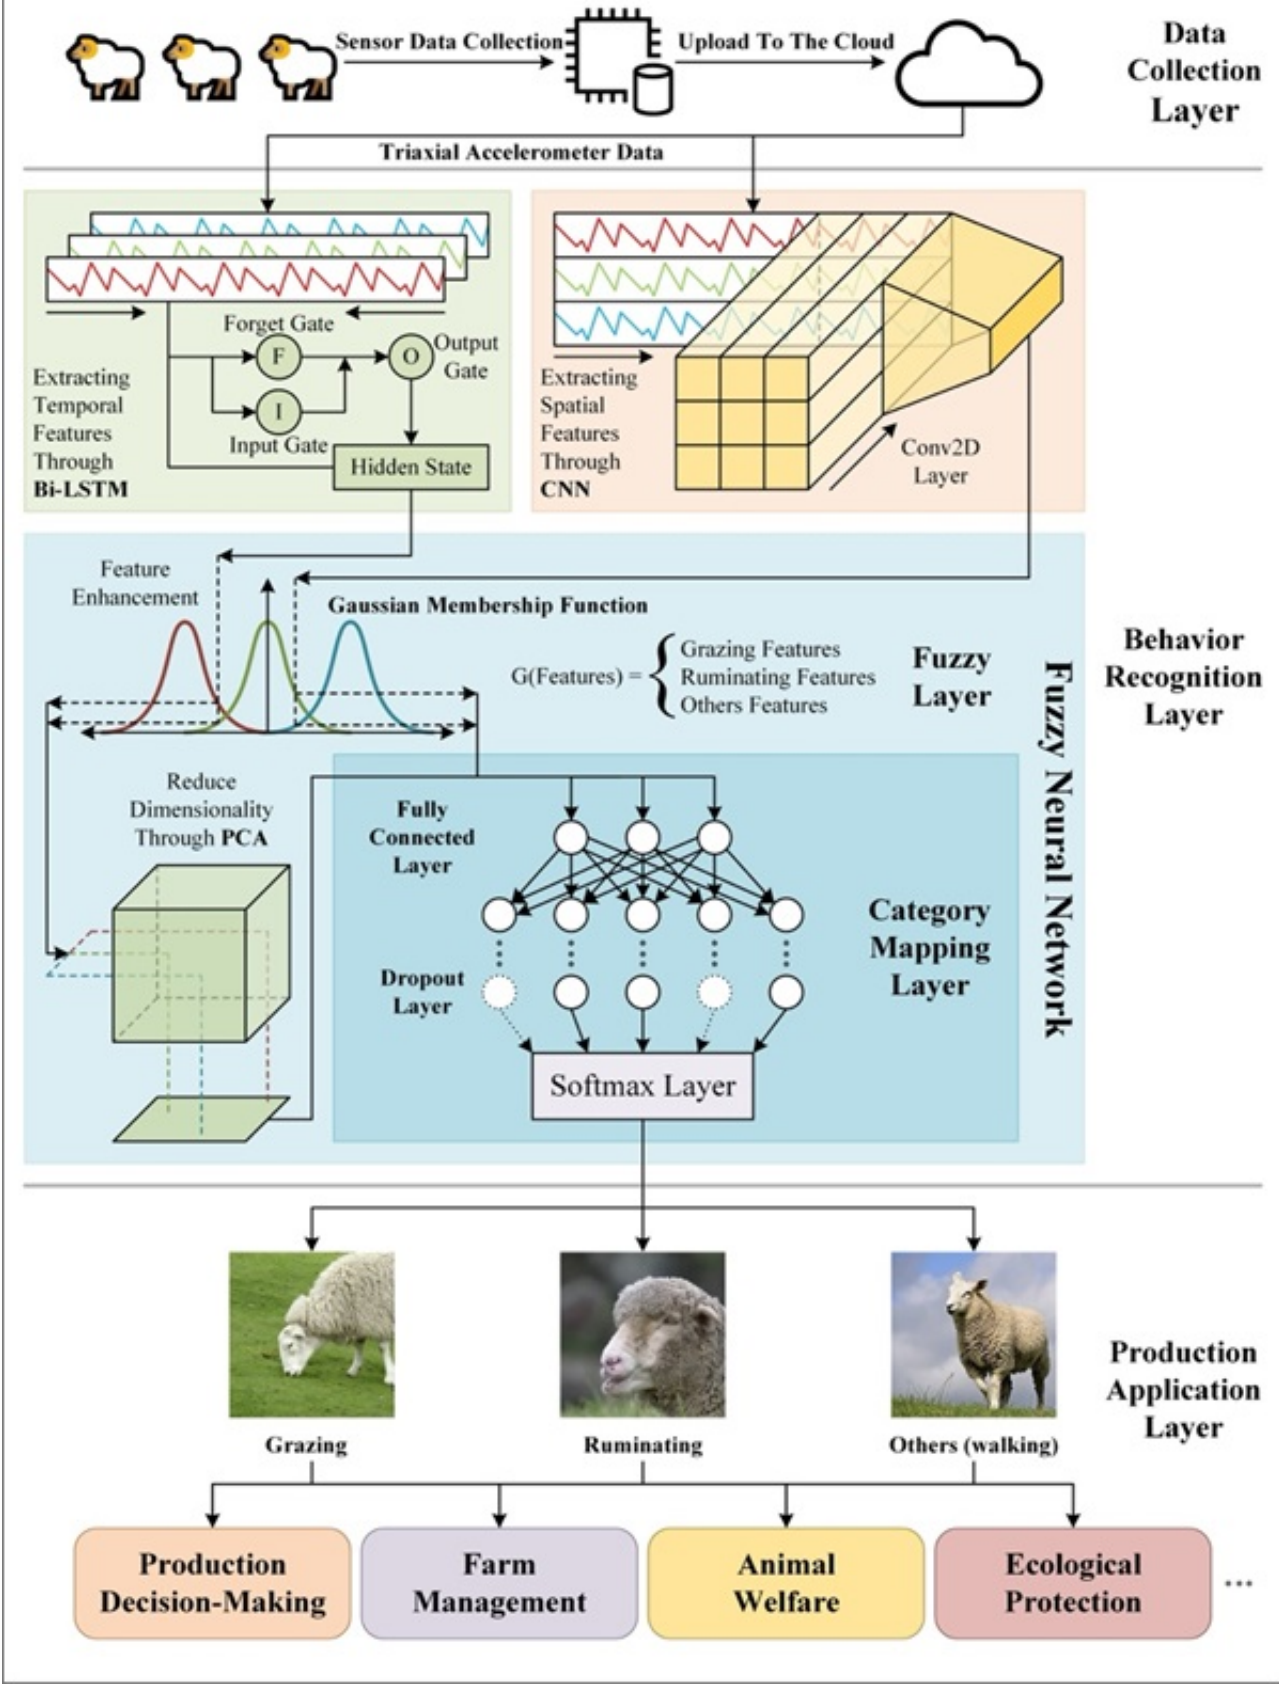 Sensor Data Collection
Upload To The Cloud
Data
Collection
Layer
Triaxial Accelerometer Data
Forget Gate
F
O
Output
Gate
I
Input Gate
Hidden State
Extracting
Temporal
Features
Through
Bi-LSTM
Extracting
Spatial
Features
Through
CNN
Conv2D
Layer
Feature
Enhancement
Gaussian Membership Function
G(Features) =
Grazing Features
Ruminating Features
Others Features
Fuzzy
Layer
Fuzzy Neural Network
Behavior
Recognition
Layer
Reduce
Dimensionality
Through PCA
Fully
Connected
Layer
Category
Mapping
Layer
Dropout
Layer
Softmax Layer
Grazing
Ruminating
Others (walking)
Production
Application
Layer
Production
Decision-Making
Farm
Management
Animal
Welfare
Ecological
Protection
...